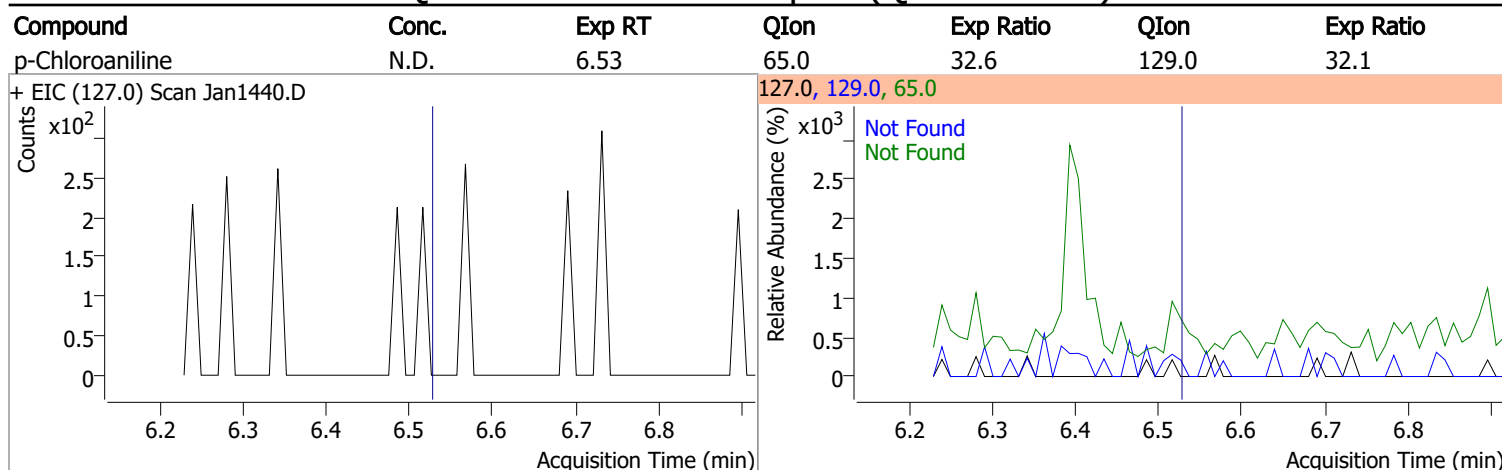 Compound Conc. Exp RT QIon Exp Ratio QIon Exp Ratio
p-Chloroaniline N.D. 6.53 65.0 32.6 129.0 32.1
+ EIC (127.0) Scan Jan1440.D
Counts
x10²
2.5
2
1.5
1
0.5
0
6.2 6.3 6.4 6.5 6.6 6.7 6.8
Acquisition Time (min)
127.0, 129.0, 65.0
Relative Abundance (%)
x10³
Not Found
Not Found
2.5
2
1.5
1
0.5
0
6.2 6.3 6.4 6.5 6.6 6.7 6.8
Acquisition Time (min)